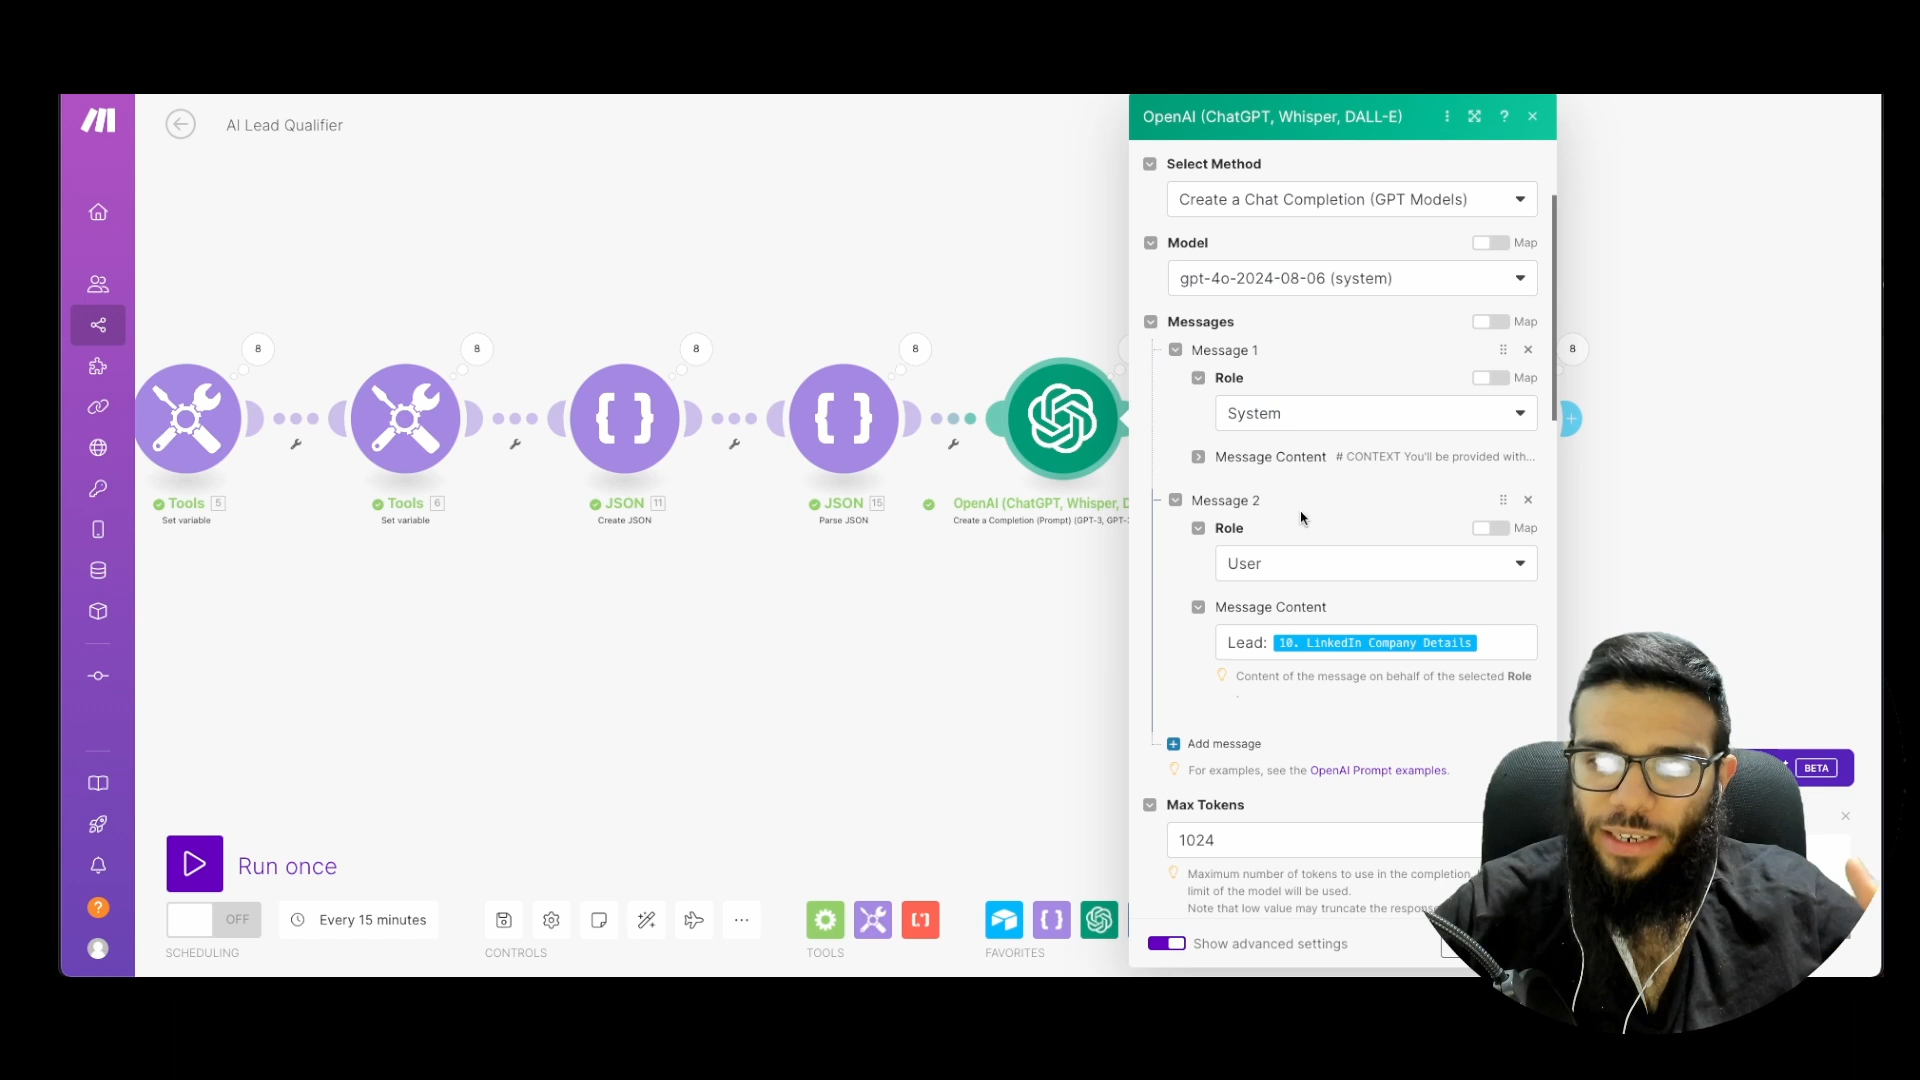 AI Lead Qualifier
OpenAI (ChatGPT, Whisper, DALL-E)
?
Select Method
Create a Chat Completion (GPT Models)
Model
Map
gpt-4o-2024-08-06 (system)
Messages
Map
Message 1
Role
Map
System
Message Content # CONTEXT You'll be provided with...
Message 2
Role
Map
User
Message Content
Lead: 10. LinkedIn Company Details
Content of the message on behalf of the selected Role
.
Add message
For examples, see the OpenAI Prompt examples.
Max Tokens
1024
Maximum number of tokens to use in the completion.
limit of the model will be used.
Note that low value may truncate the response
Show advanced settings
8
8
8
8
8
Tools 5
Set variable
Tools 6
Set variable
JSON 11
Create JSON
JSON 15
Parse JSON
OpenAI (ChatGPT, Whisper, D
Create a Completion (Prompt) (GPT-3, GPT-
BETA
Run once
OFF
Every 15 minutes
SCHEDULING
CONTROLS
TOOLS
FAVORITES
?